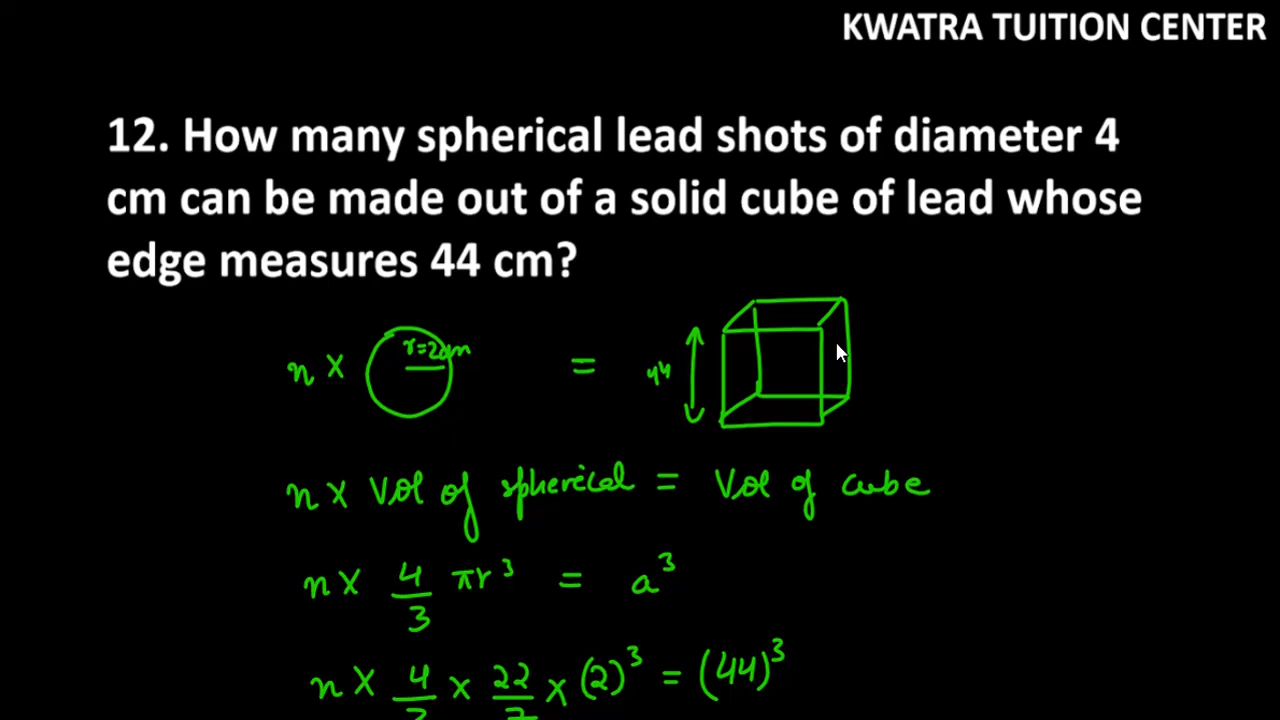 KWATRA TUITION CENTER
12. How many spherical lead shots of diameter 4
cm can be made out of a solid cube of lead whose
edge measures 44 cm?
n × r=2cm = 44
n × Vol of spherical = Vol of cube
n × 4/3 πr³ = a³
n × 4/3 × 22/7 × (2)³ = (44)³